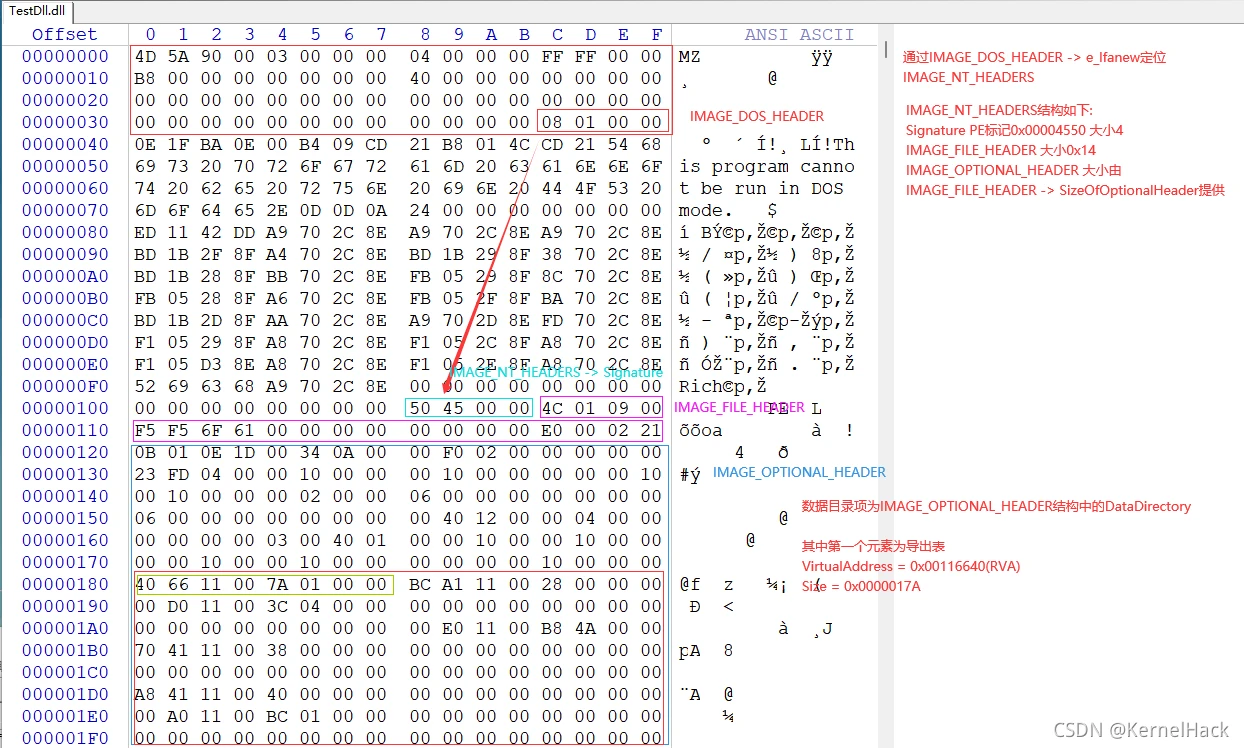 TestDll.dll
Offset 0 1 2 3 4 5 6 7 8 9 A B C D E F ANSI ASCII
00000000 4D 5A 90 00 03 00 00 00 04 00 00 00 FF FF 00 00 MZ ÿÿ
00000010 B8 00 00 00 00 00 00 00 40 00 00 00 00 00 00 00 ¸ @
00000020 00 00 00 00 00 00 00 00 00 00 00 00 00 00 00 00
00000030 00 00 00 00 00 00 00 00 00 00 00 00 08 01 00 00
IMAGE_DOS_HEADER
00000040 0E 1F BA 0E 00 B4 09 CD 21 B8 01 4C CD 21 54 68 º ´ Í!¸ LÍ!Th
00000050 69 73 20 70 72 6F 67 72 61 6D 20 63 61 6E 6E 6F is program canno
00000060 74 20 62 65 20 72 75 6E 20 69 6E 20 44 4F 53 20 t be run in DOS
00000070 6D 6F 64 65 2E 0D 0D 0A 24 00 00 00 00 00 00 00 mode. $
00000080 ED 11 42 DD A9 70 2C 8E A9 70 2C 8E A9 70 2C 8E í BÝ©p,Ž©p,Ž©p,Ž
00000090 BD 1B 2F 8F A4 70 2C 8E BD 1B 29 8F 38 70 2C 8E ½ / ¤p,Ž½ ) 8p,Ž
000000A0 BD 1B 28 8F BB 70 2C 8E FB 05 29 8F 8C 70 2C 8E ½ ( »p,Žû ) Œp,Ž
000000B0 FB 05 28 8F A6 70 2C 8E FB 05 2F 8F BA 70 2C 8E û ( ¦p,Žû / ºp,Ž
000000C0 BD 1B 2D 8F AA 70 2C 8E A9 70 2D 8E FD 70 2C 8E ½ - ªp,Ž©p-Žýp,Ž
000000D0 F1 05 29 8F A8 70 2C 8E F1 05 2C 8F A8 70 2C 8E ñ ) ¨p,Žñ , ¨p,Ž
000000E0 F1 05 D3 8E A8 70 2C 8E F1 05 2E 8F A8 70 2C 8E ñ ÓŽ¨p,Žñ . ¨p,Ž
IMAGE_NT_HEADERS -> Signature
000000F0 52 69 63 68 A9 70 2C 8E 00 00 00 00 00 00 00 00 Rich©p,Ž
00000100 00 00 00 00 00 00 00 00 50 45 00 00 4C 01 09 00 PE L
IMAGE_FILE_HEADER
00000110 F5 F5 6F 61 00 00 00 00 00 00 00 00 E0 00 02 21 õõoa à !
00000120 0B 01 0E 1D 00 34 0A 00 00 F0 02 00 00 00 00 00 4 ð
00000130 23 FD 04 00 00 10 00 00 00 10 00 00 00 00 00 10 #ý
IMAGE_OPTIONAL_HEADER
00000140 00 10 00 00 00 02 00 00 06 00 00 00 00 00 00 00
00000150 06 00 00 00 00 00 00 00 00 40 12 00 00 04 00 00 @
00000160 00 00 00 00 03 00 40 01 00 00 10 00 00 10 00 00 @
00000170 00 00 10 00 00 10 00 00 00 00 00 00 10 00 00 00
00000180 40 66 11 00 7A 01 00 00 BC A1 11 00 28 00 00 00 @f z ¼¡ (
00000190 00 D0 11 00 3C 04 00 00 00 00 00 00 00 00 00 00 Ð <
000001A0 00 00 00 00 00 00 00 00 00 E0 11 00 B8 4A 00 00 à ¸J
000001B0 70 41 11 00 38 00 00 00 00 00 00 00 00 00 00 00 pA 8
000001C0 00 00 00 00 00 00 00 00 00 00 00 00 00 00 00 00
000001D0 A8 41 11 00 40 00 00 00 00 00 00 00 00 00 00 00 ¨A @
000001E0 00 A0 11 00 BC 01 00 00 00 00 00 00 00 00 00 00 ¼
000001F0 00 00 00 00 00 00 00 00 00 00 00 00 00 00 00 00
通过IMAGE_DOS_HEADER -> e_lfanew定位
IMAGE_NT_HEADERS
IMAGE_NT_HEADERS结构如下:
Signature PE标记0x00004550 大小4
IMAGE_FILE_HEADER 大小0x14
IMAGE_OPTIONAL_HEADER 大小由
IMAGE_FILE_HEADER -> SizeOfOptionalHeader提供
数据目录项为IMAGE_OPTIONAL_HEADER结构中的DataDirectory
其中第一个元素为导出表
VirtualAddress = 0x00116640(RVA)
Size = 0x0000017A
CSDN @KernelHack